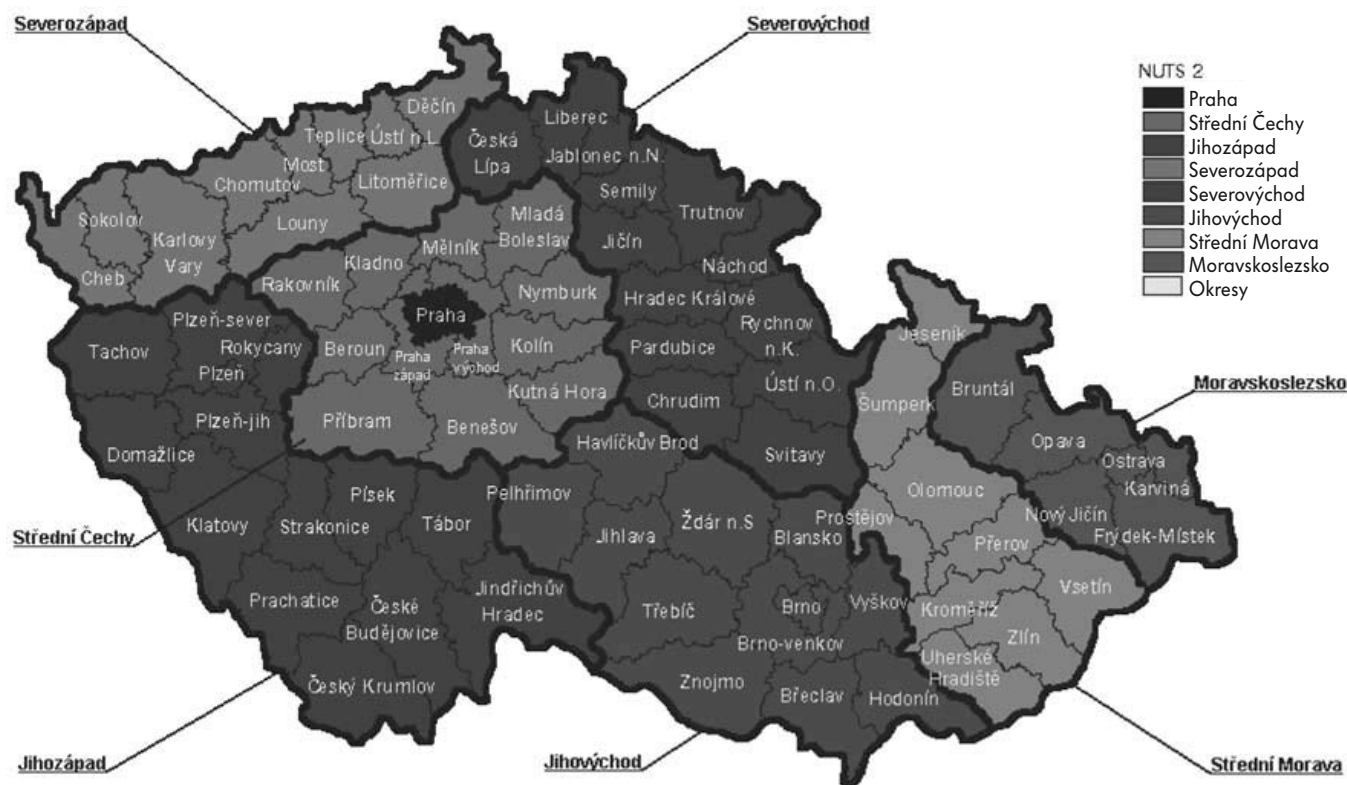 Severozápad
Severovýchod
NUTS 2
Praha
Střední Čechy
Jihozápad
Severozápad
Severovýchod
Jihovýchod
Střední Morava
Moravskoslezsko
Okresy
Děčín
Teplice
Ústí n.L.
Most
Chomutov
Litoměřice
Sokolov
Karlovy
Vary
Louny
Cheb
Česká
Lípa
Liberec
Jablonec n.N.
Semily
Trutnov
Jičín
Náchod
Hradec Králové
Rychnov
n.K.
Pardubice
Ústí n.O.
Chrudim
Svitavy
Mladá
Boleslav
Mělník
Kladno
Rakovník
Nymburk
Praha
Beroun
Praha
západ
Praha
východ
Kolín
Kutná Hora
Příbram
Benešov
Plzeň-sever
Tachov
Rokycany
Plzeň
Plzeň-jih
Domažlice
Klatovy
Písek
Strakonice
Tábor
Prachatice
České
Budějovice
Jindřichův
Hradec
Český Krumlov
Havlíčkův Brod
Pelhřimov
Jihlava
Ždár n.S
Blansko
Třebíč
Brno
Vyškov
Brno-venkov
Znojmo
Břeclav
Hodonín
Jeseník
Šumperk
Olomouc
Prostějov
Přerov
Kroměříž
Vsetín
Zlín
Uherské
Hradiště
Bruntál
Opava
Ostrava
Karviná
Nový Jičín
Frýdek-Místek
Moravskoslezsko
Střední Čechy
Jihozápad
Jihovýchod
Střední Morava